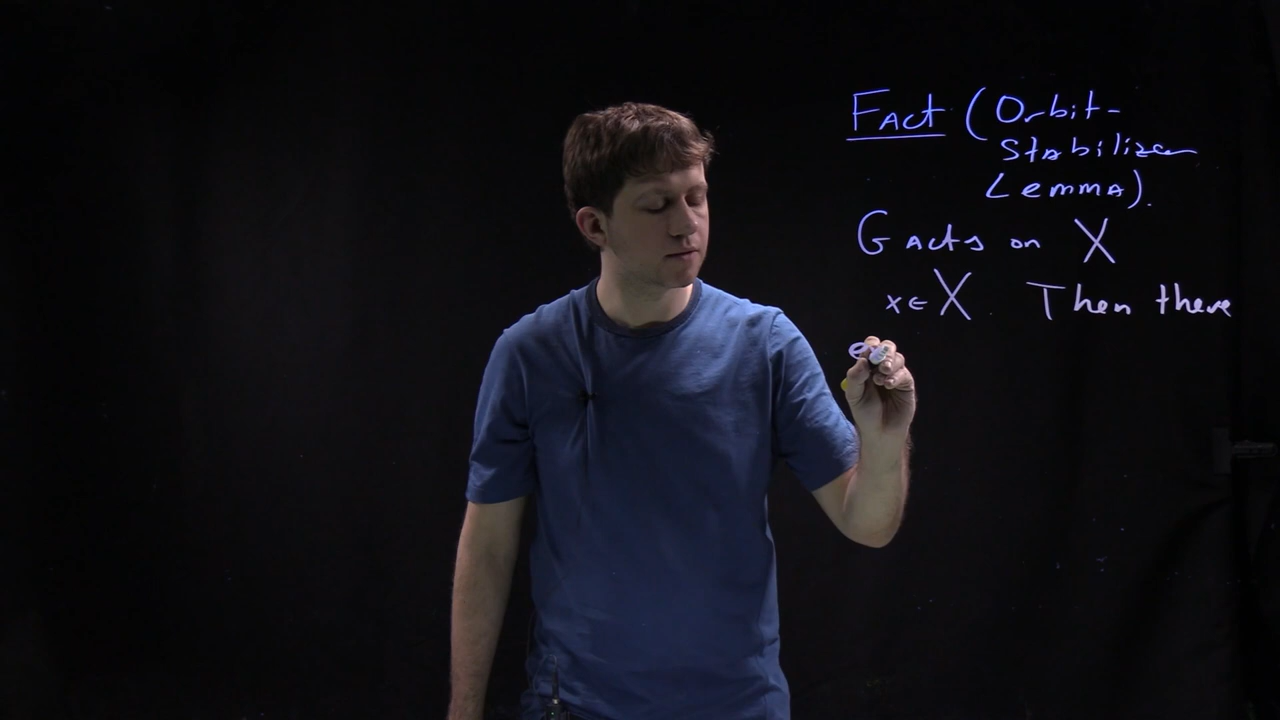 Fact (Orbit-
Stabilizer
Lemma).
G acts on X
x ∈ X. Then there